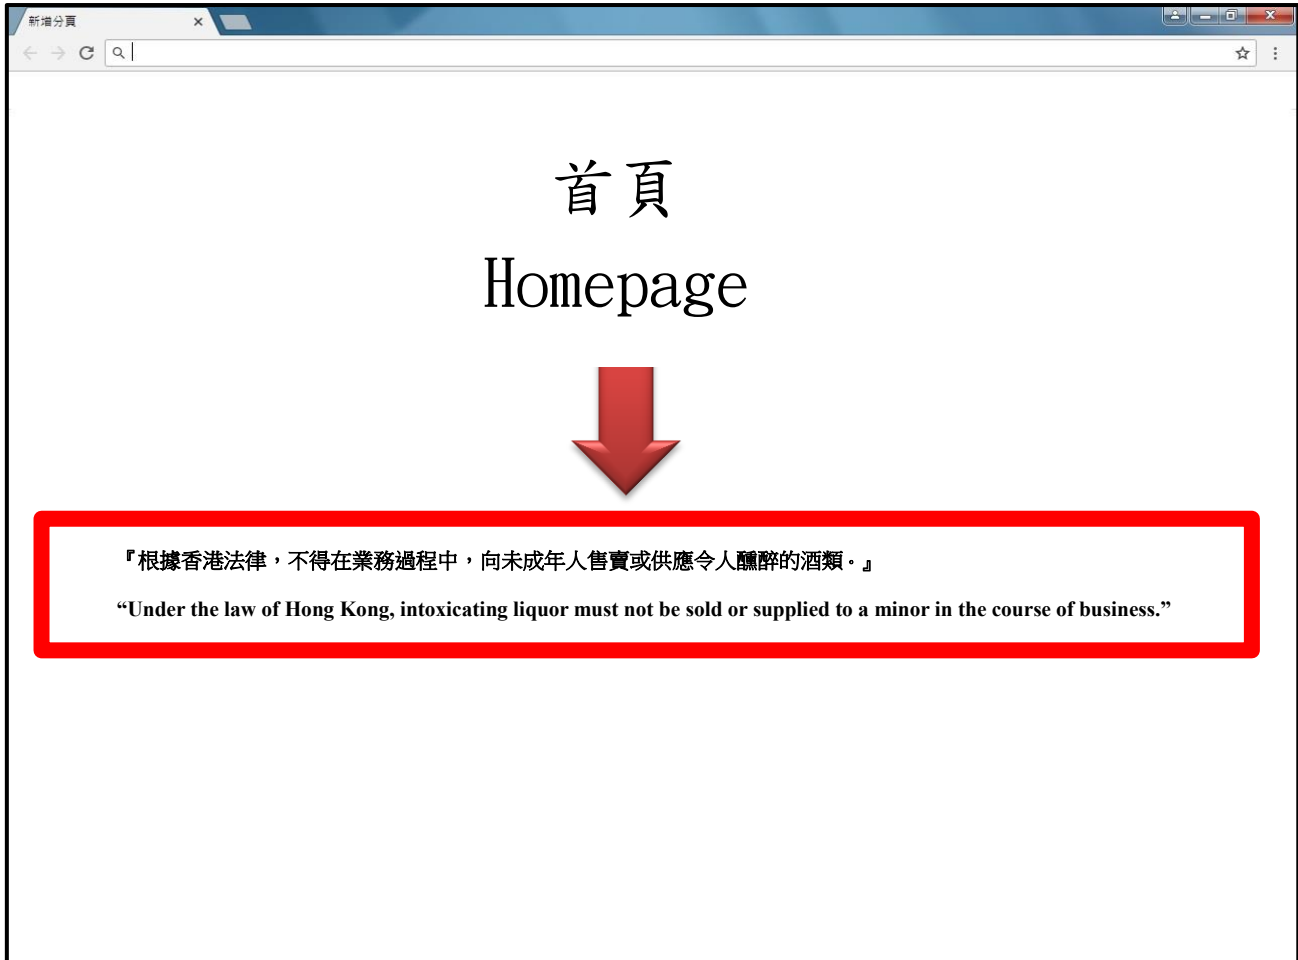 新增分頁
首頁
Homepage
『根據香港法律，不得在業務過程中，向未成年人售賣或供應令人醺醉的酒類。』
“Under the law of Hong Kong, intoxicating liquor must not be sold or supplied to a minor in the course of business.”